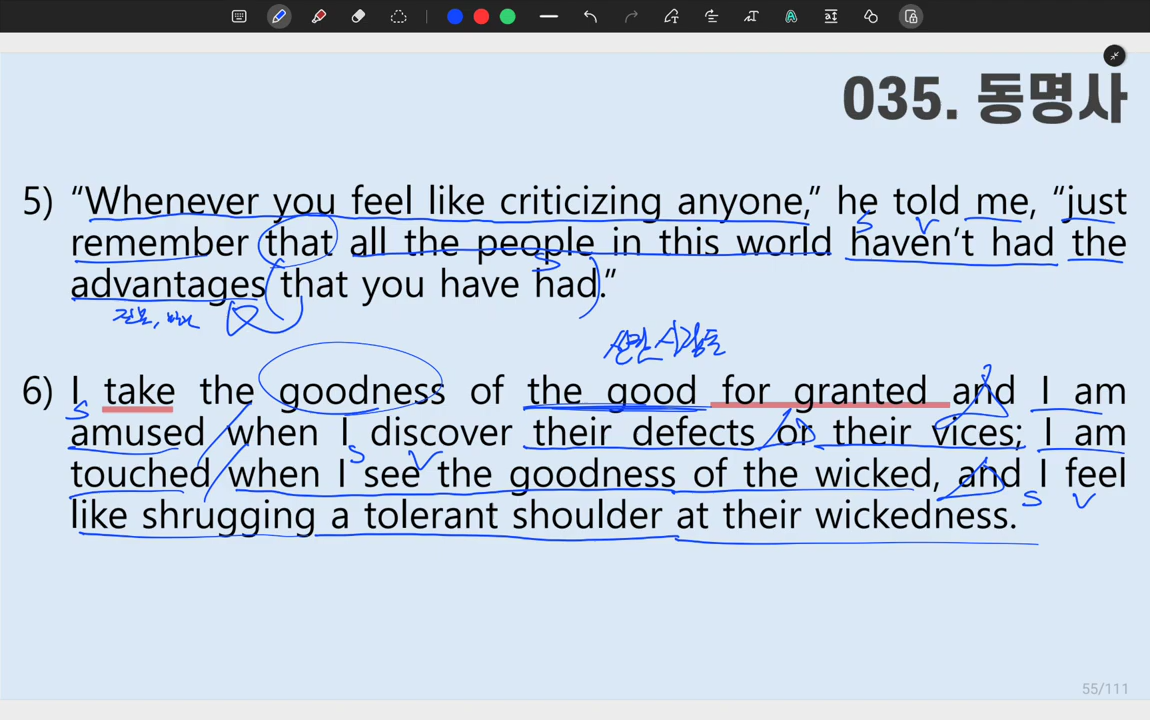 035. 동명사
5) “Whenever you feel like criticizing anyone,” he told me, “just
remember that all the people in this world haven’t had the
advantages that you have had.”
선한 사람들
6) I take the goodness of the good for granted and I am
amused when I discover their defects or their vices; I am
touched when I see the goodness of the wicked, and I feel
like shrugging a tolerant shoulder at their wickedness.
55/111